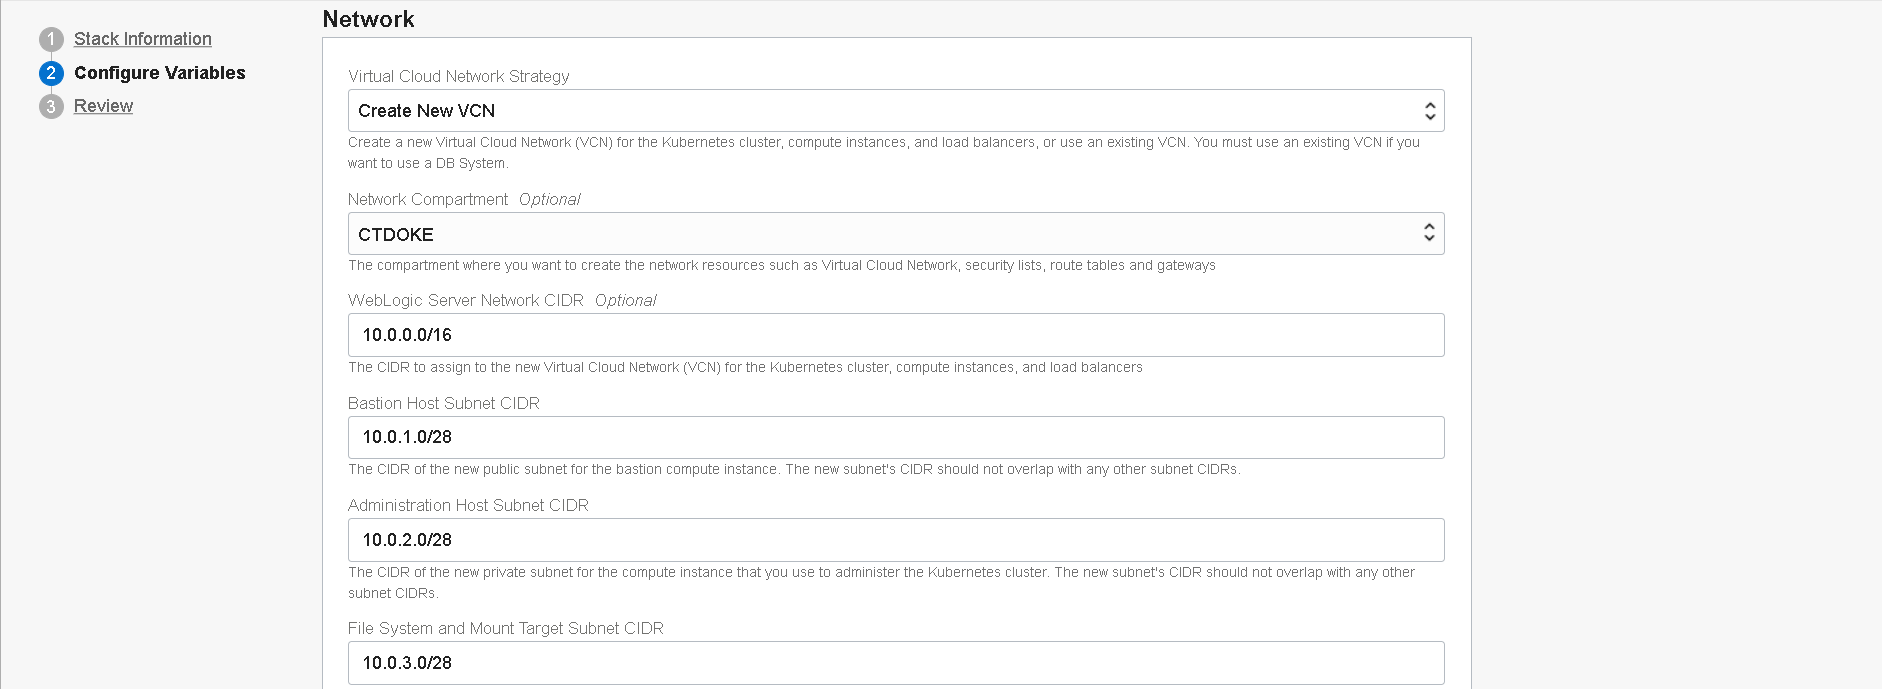 Network
1 Stack Information
2 Configure Variables
3 Review
Virtual Cloud Network Strategy
Create New VCN
Create a new Virtual Cloud Network (VCN) for the Kubernetes cluster, compute instances, and load balancers, or use an existing VCN. You must use an existing VCN if you
want to use a DB System.
Network Compartment Optional
CTDOKE
The compartment where you want to create the network resources such as Virtual Cloud Network, security lists, route tables and gateways
WebLogic Server Network CIDR Optional
10.0.0.0/16
The CIDR to assign to the new Virtual Cloud Network (VCN) for the Kubernetes cluster, compute instances, and load balancers
Bastion Host Subnet CIDR
10.0.1.0/28
The CIDR of the new public subnet for the bastion compute instance. The new subnet's CIDR should not overlap with any other subnet CIDRs.
Administration Host Subnet CIDR
10.0.2.0/28
The CIDR of the new private subnet for the compute instance that you use to administer the Kubernetes cluster. The new subnet's CIDR should not overlap with any other
subnet CIDRs.
File System and Mount Target Subnet CIDR
10.0.3.0/28